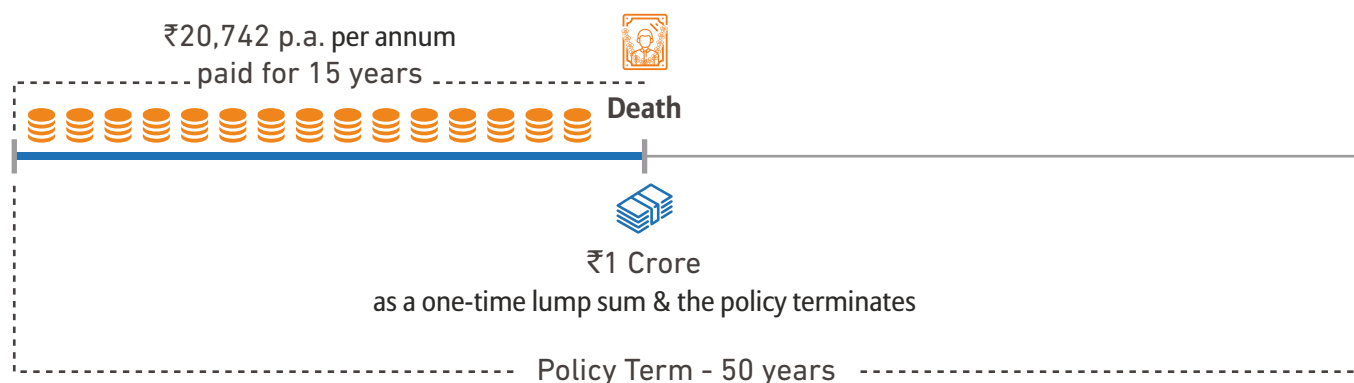 ₹20,742 p.a. per annum
paid for 15 years
Death
₹1 Crore
as a one-time lump sum & the policy terminates
Policy Term - 50 years